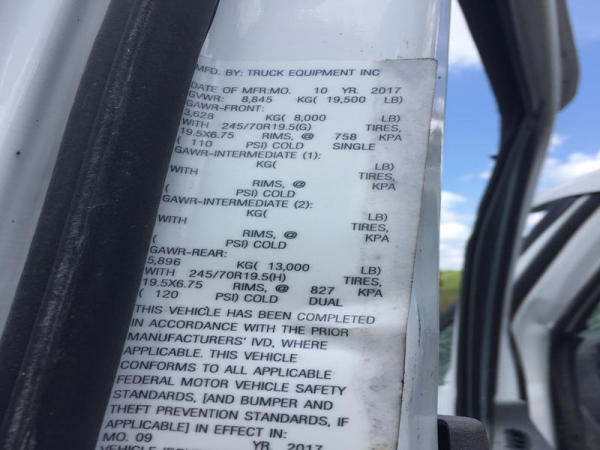 MFD. BY: TRUCK EQUIPMENT INC
DATE OF MFR:MO. 10 YR. 2017
GVWR: 8,845 KG( 19,500 LB)
GAWR-FRONT:
3,628 KG( 8,000 LB)
WITH 245/70R19.5(G) TIRES,
19.5X6.75 RIMS, @ 758 KPA
( 110 PSI) COLD SINGLE
GAWR-INTERMEDIATE (1):
KG( LB)
WITH TIRES,
RIMS, @ KPA
( PSI) COLD
GAWR-INTERMEDIATE (2):
KG( LB)
WITH TIRES,
RIMS, @ KPA
( PSI) COLD
GAWR-REAR:
5,896 KG( 13,000 LB)
WITH 245/70R19.5(H) TIRES,
19.5X6.75 RIMS, @ 827 KPA
( 120 PSI) COLD DUAL
THIS VEHICLE HAS BEEN COMPLETED
IN ACCORDANCE WITH THE PRIOR
MANUFACTURERS' IVD, WHERE
APPLICABLE. THIS VEHICLE
CONFORMS TO ALL APPLICABLE
FEDERAL MOTOR VEHICLE SAFETY
STANDARDS, [AND BUMPER AND
THEFT PREVENTION STANDARDS, IF
APPLICABLE] IN EFFECT IN:
MO. 09 YR. 2017
VEHICLE